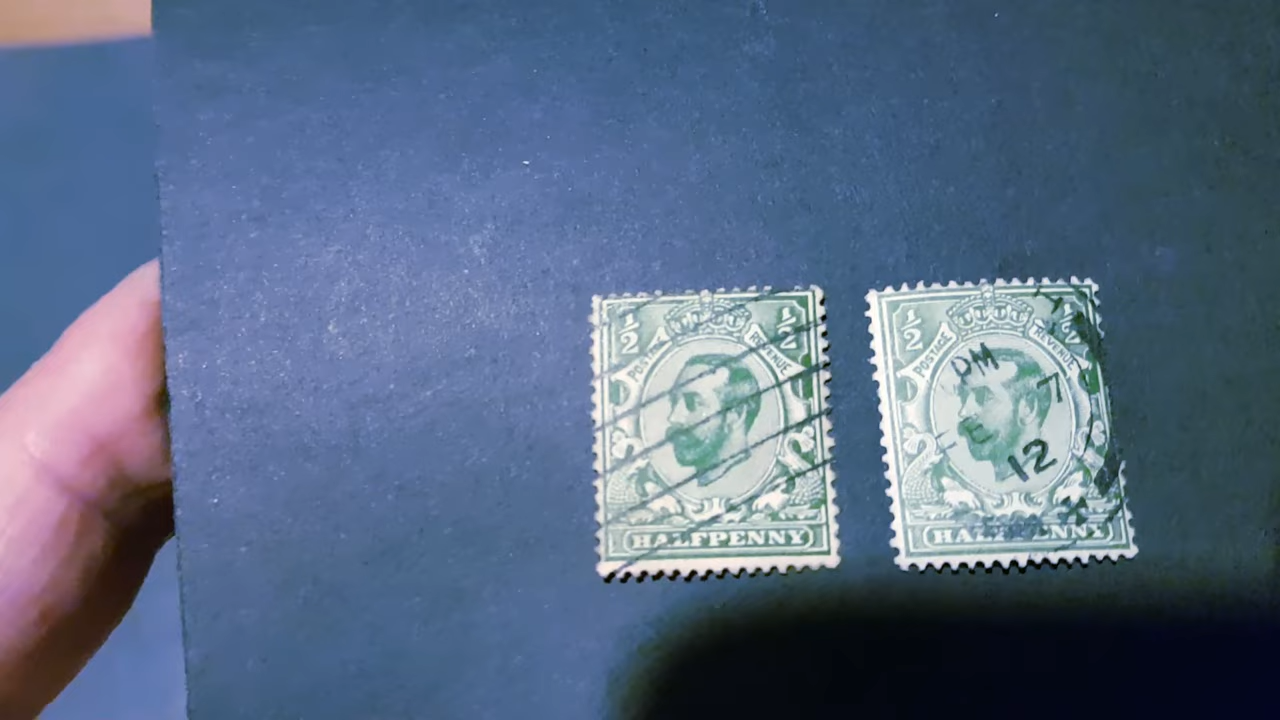 ½ ½
POSTAGE REVENUE
HALFPENNY
½ ½
POSTAGE REVENUE
PM 7
12
HALFPENNY